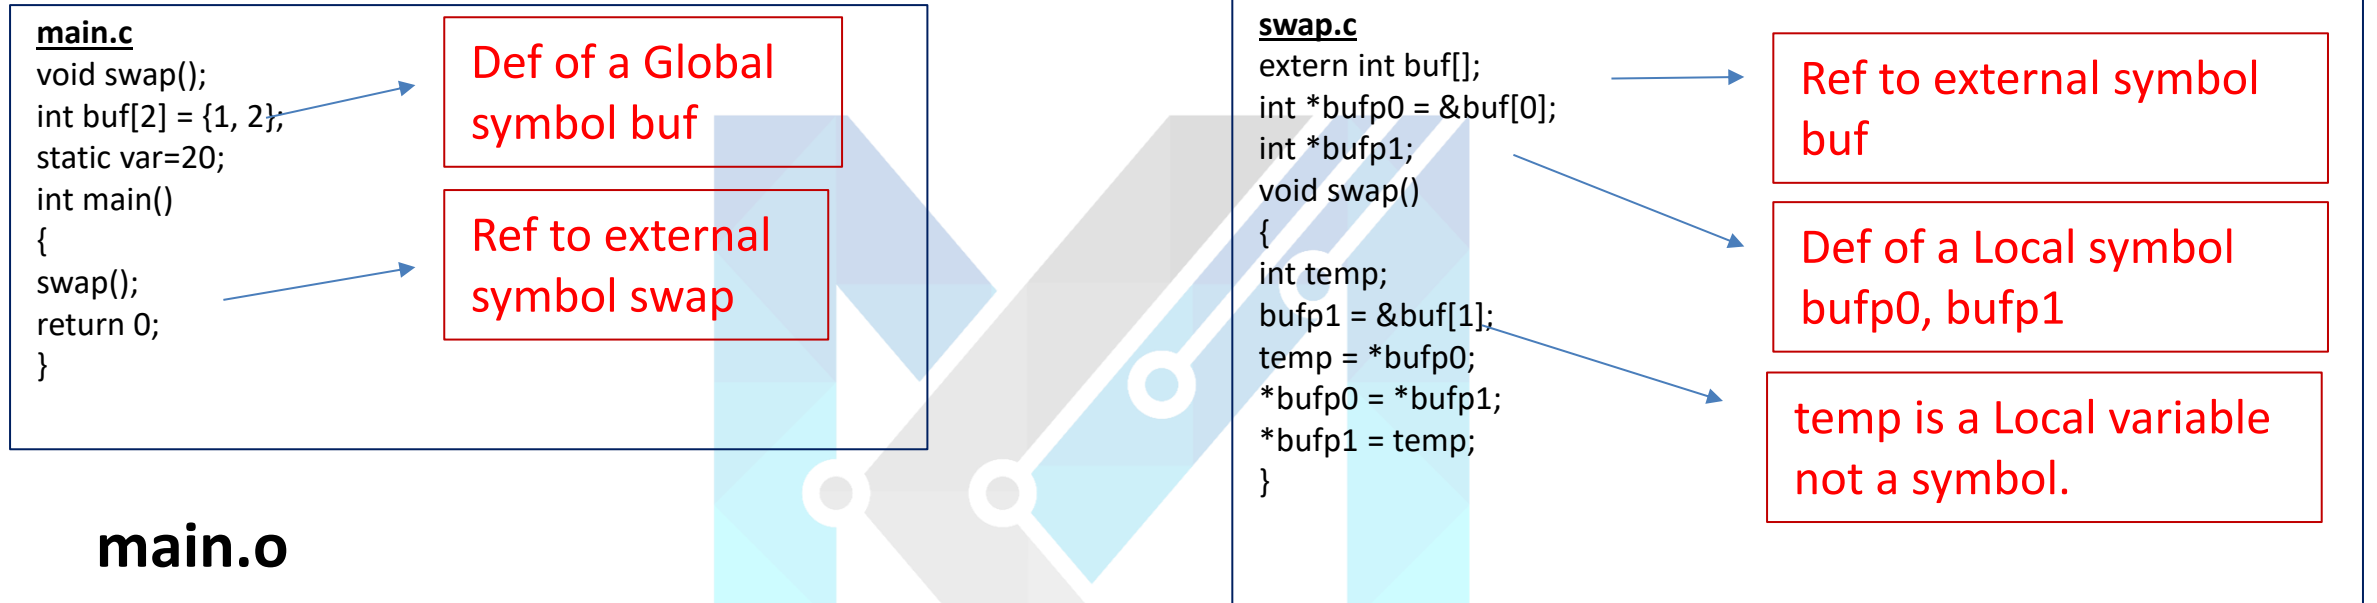 main.c
void swap();
int buf[2] = {1, 2};
static var=20;
int main()
{
swap();
return 0;
}
Def of a Global
symbol buf
Ref to external
symbol swap
main.o
swap.c
extern int buf[];
int *bufp0 = &buf[0];
int *bufp1;
void swap()
{
int temp;
bufp1 = &buf[1];
temp = *bufp0;
*bufp0 = *bufp1;
*bufp1 = temp;
}
Ref to external symbol
buf
Def of a Local symbol
bufp0, bufp1
temp is a Local variable
not a symbol.